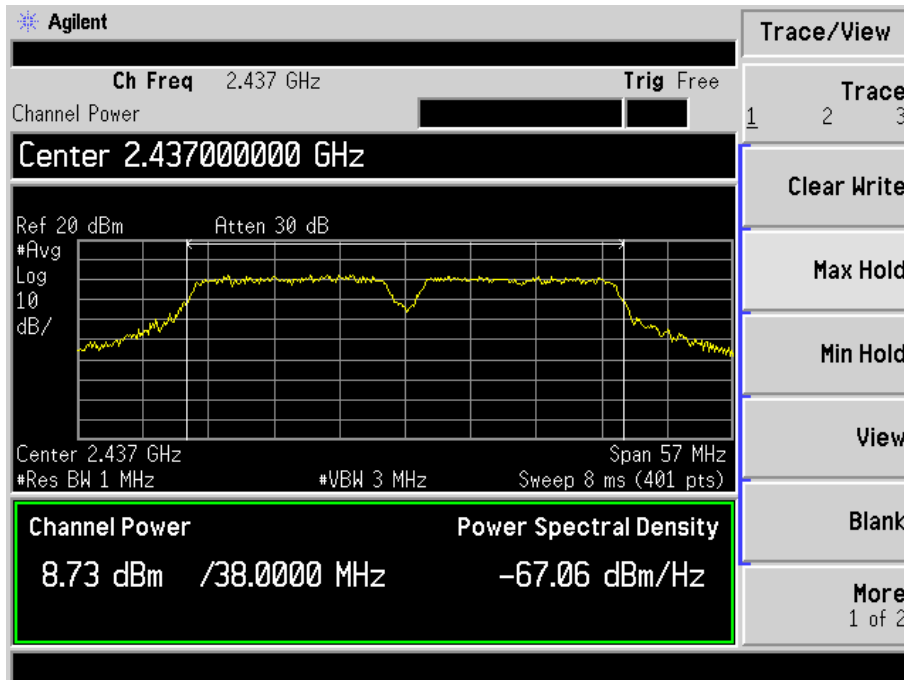 Agilent
Trace/View
Ch Freq 2.437 GHz Trig Free
Channel Power
Center 2.437000000 GHz
Ref 20 dBm Atten 30 dB
#Avg
Log
10
dB/
Center 2.437 GHz Span 57 MHz
#Res BW 1 MHz #VBW 3 MHz Sweep 8 ms (401 pts)
Channel Power Power Spectral Density
8.73 dBm /38.0000 MHz -67.06 dBm/Hz
Trace
1 2 3
Clear Write
Max Hold
Min Hold
View
Blank
More
1 of 2